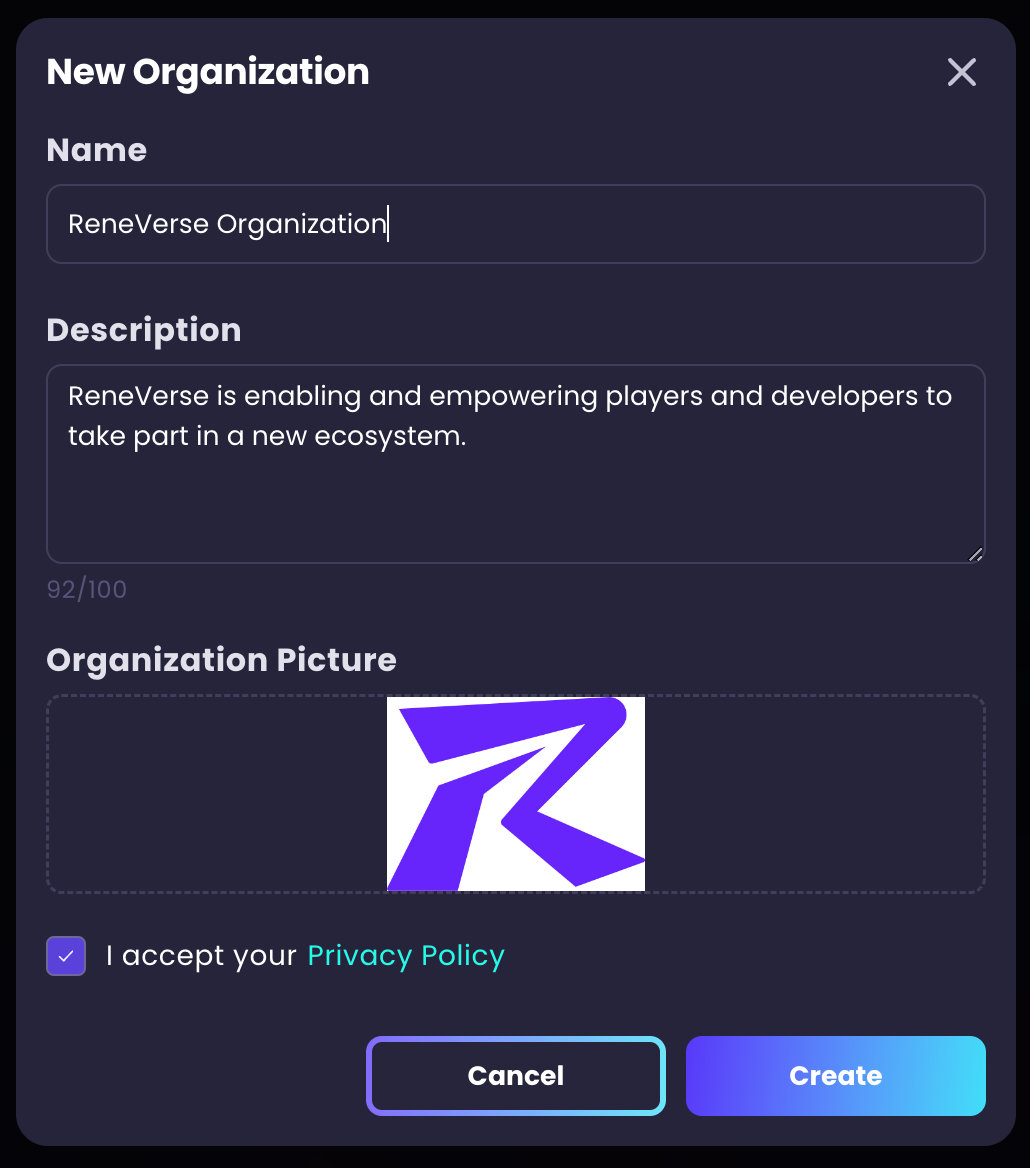 New Organization
Name
ReneVerse Organization
Description
ReneVerse is enabling and empowering players and developers to
take part in a new ecosystem.
92/100
Organization Picture
I accept your Privacy Policy
Cancel
Create